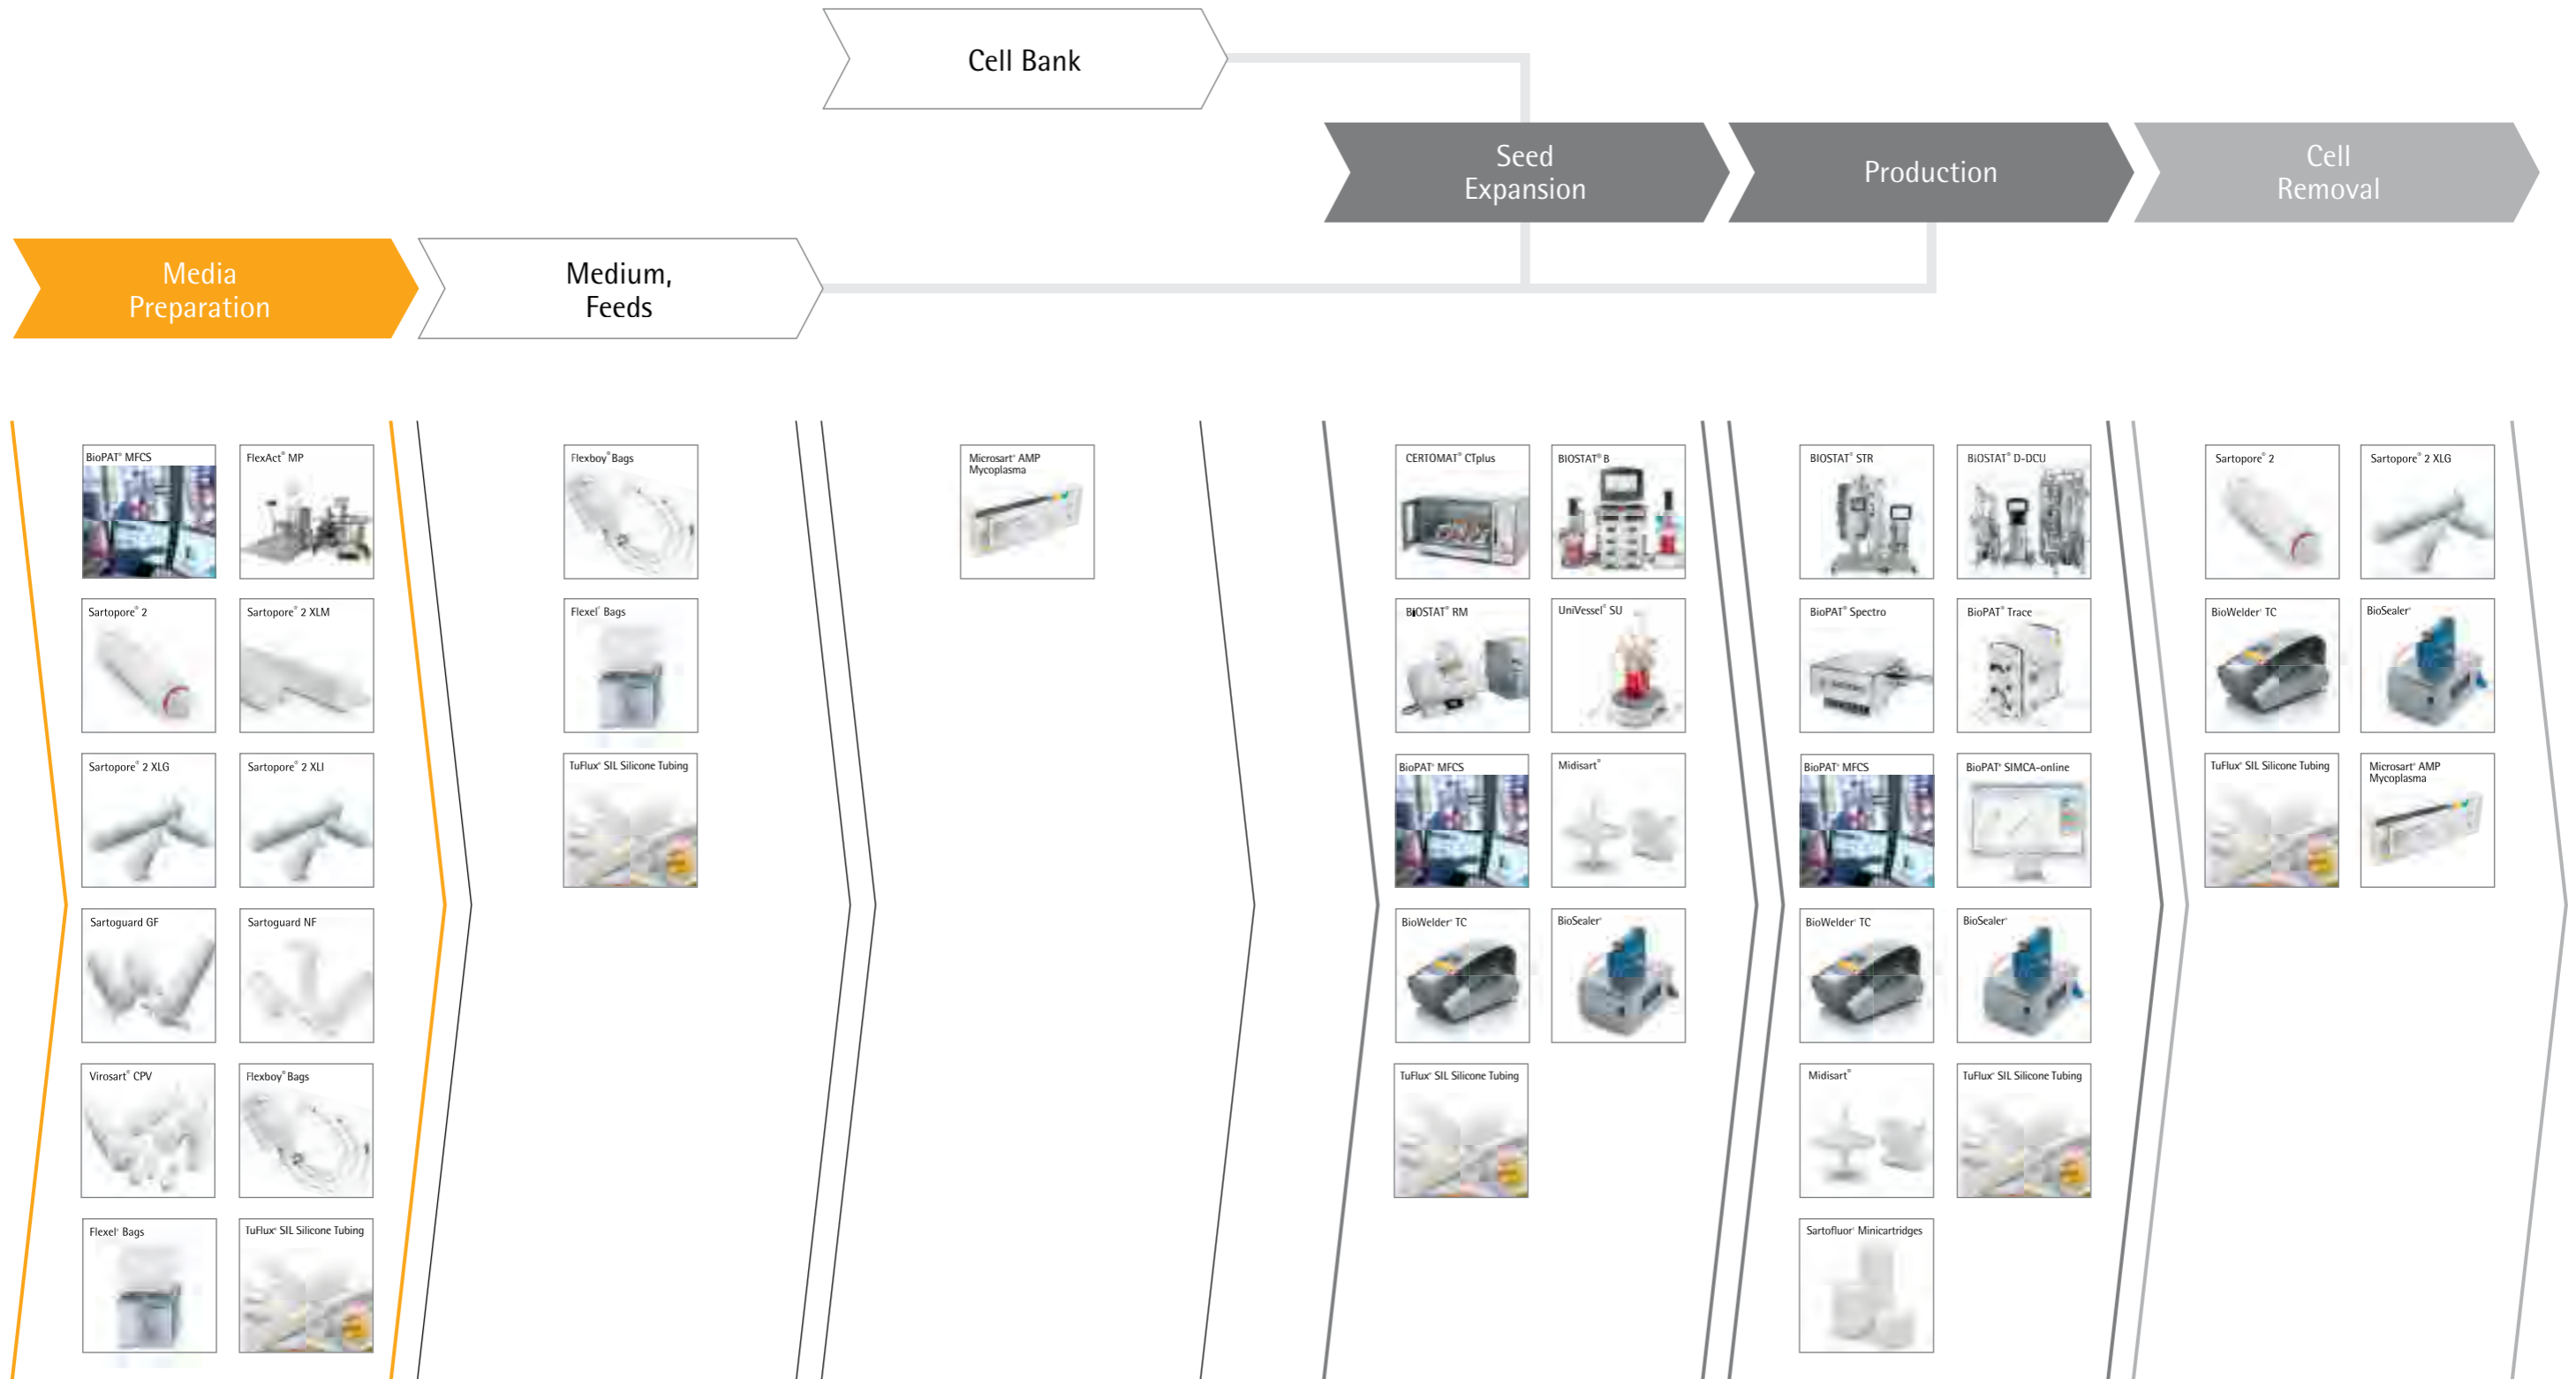 Cell Bank
Seed
Expansion
Production
Cell
Removal
Media
Preparation
Medium,
Feeds
BioPAT® MFCS
FlexAct® MP
Sartopore® 2
Sartopore® 2 XLM
Sartopore® 2 XLG
Sartopore® 2 XLI
Sartoguard GF
Sartoguard NF
Virosart® CPV
Flexboy® Bags
Flexel® Bags
TuFlux® SIL Silicone Tubing
Flexboy® Bags
Flexel® Bags
TuFlux® SIL Silicone Tubing
Microsart® AMP
Mycoplasma
CERTOMAT® CTplus
BIOSTAT® B
BIOSTAT® RM
UniVessel® SU
BioPAT® MFCS
Midisart®
BioWelder® TC
BioSealer®
TuFlux® SIL Silicone Tubing
BIOSTAT® STR
BIOSTAT® D-DCU
BioPAT® Spectro
BioPAT® Trace
BioPAT® MFCS
BioPAT® SIMCA-online
BioWelder® TC
BioSealer®
Midisart®
TuFlux® SIL Silicone Tubing
Sartofluor® Minicartridges
Sartopore® 2
Sartopore® 2 XLG
BioWelder® TC
BioSealer®
TuFlux® SIL Silicone Tubing
Microsart® AMP
Mycoplasma